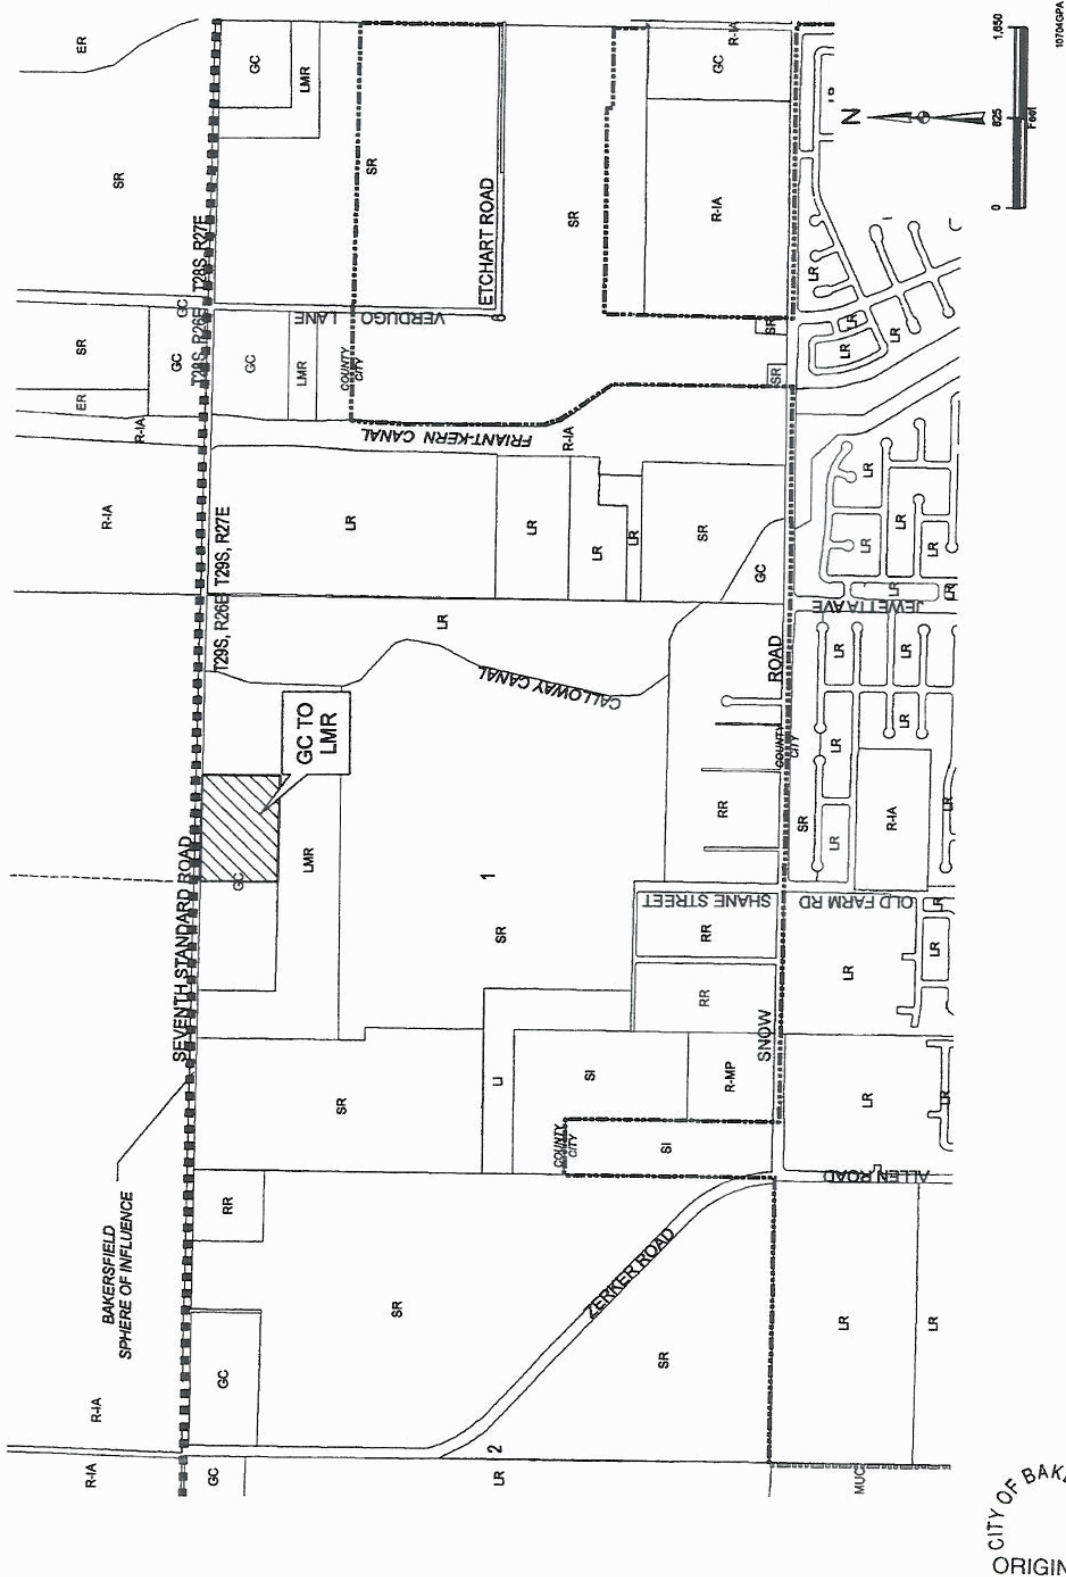 R-IA
R-IA
R-IA
R-IA
ER
SR
SR
ER
BAKERSFIELD
SPHERE OF INFLUENCE
SEVENTH STANDARD ROAD
GC
GC
T28S, R26E
T28S, R27E
T29S, R26E
T29S, R27E
GC
GC
RR
GC
GC
GC
LMR
LMR
LMR
GC TO
LMR
VERDUGO
LANE
COUNTY
CITY
SR
SR
LR
SR
FRIANT-KERN CANAL
LR
ETCHART ROAD
2
LR
LI
SR
1
CALLOWAY CANAL
6
LR
R-IA
SR
COUNTY
CITY
SI
SI
LR
LR
ZERKER ROAD
SR
RR
RR
SHANE STREET
RR
SR
R-IA
GC
R-IA
R-MP
SNOW
ROAD
GC
SR
SR
COUNTY
CITY
ALLEN ROAD
OLD FARM RD
JEWETTA AVE
SR
LR
LR
LR
LR
LR
LR
LR
LR
LR
LR
LR
LR
R-IA
MUC
LR
LR
LR
LR
LR
LR
LR
LR
LR
LR
LR
LR
N
0
825
1,650
Feet
10704GPA
CITY OF BAK
ORIGIN